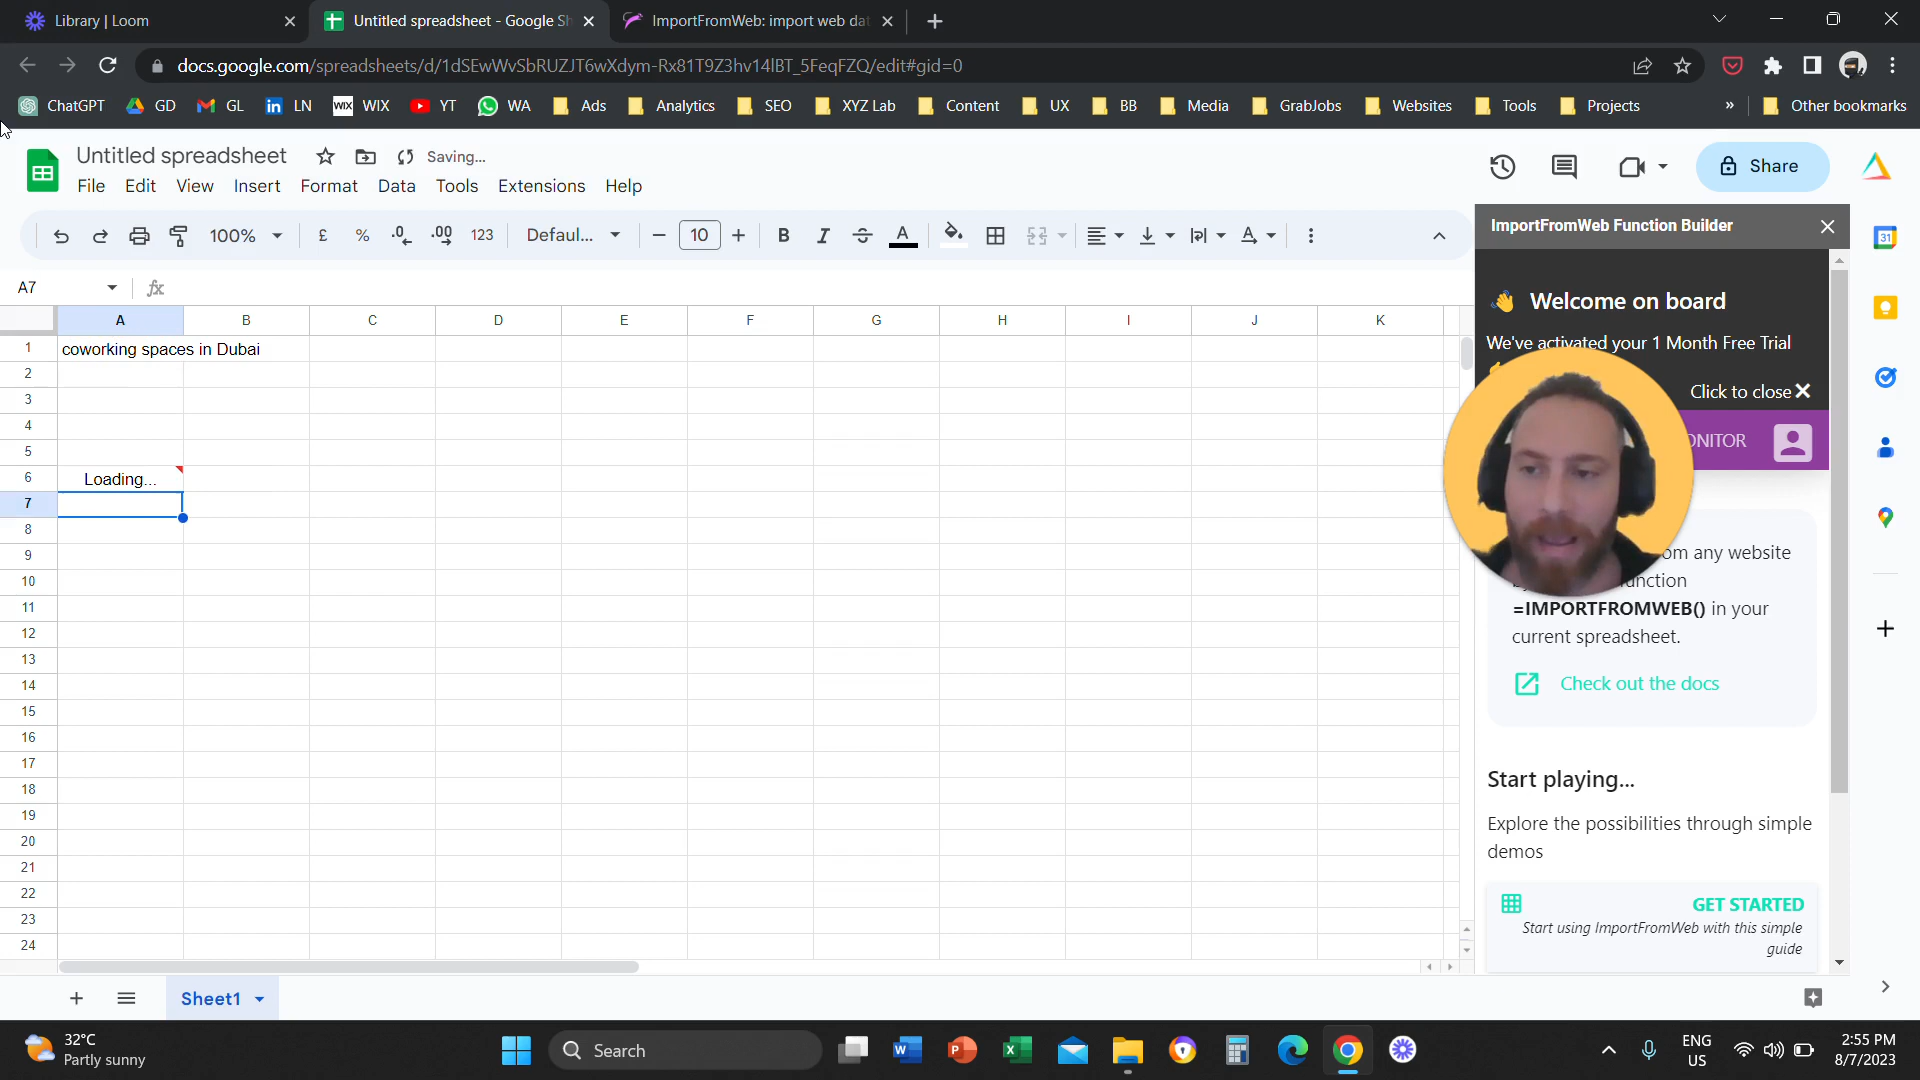 Library | Loom
Untitled spreadsheet - Google Sh
ImportFromWeb: import web dat
docs.google.com/spreadsheets/d/1dSEwWvSbRUZJT6wXdym-Rx81T9Z3hv14lBT_5FeqFZQ/edit#gid=0
ChatGPT GD GL LN WIX WIX YT WA Ads Analytics SEO XYZ Lab Content UX BB Media GrabJobs Websites Tools Projects » Other bookmarks
Untitled spreadsheet Saving...
File Edit View Insert Format Data Tools Extensions Help
Share
100% £ % .0 .00 123 Defaul... 10 B I S A
ImportFromWeb Function Builder
A7 fx
Welcome on board
We've activated your 1 Month Free Trial
Click to close
A B C D E F G H I J K
1 coworking spaces in Dubai
2
3
4
5
6 Loading...
7
8
9
10
11
12
13
14
15
16
17
18
19
20
21
22
23
24
ONITOR
om any website
unction
=IMPORTFROMWEB() in your
current spreadsheet.
Check out the docs
Start playing...
Explore the possibilities through simple
demos
GET STARTED
Start using ImportFromWeb with this simple
guide
Sheet1
32°C
Partly sunny
Search
ENG
US
2:55 PM
8/7/2023
31